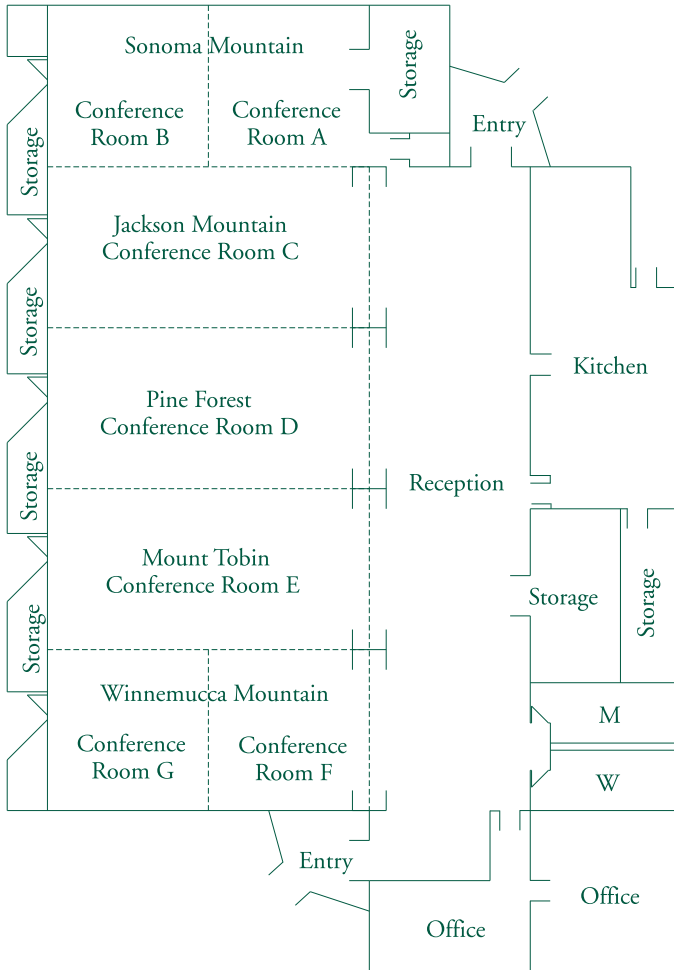 Sonoma Mountain
Storage
Conference
Room B
Conference
Room A
Entry
Storage
Jackson Mountain
Conference Room C
Storage
Kitchen
Pine Forest
Conference Room D
Reception
Storage
Mount Tobin
Conference Room E
Storage
Storage
Storage
Winnemucca Mountain
M
Conference
Room G
Conference
Room F
W
Entry
Office
Office